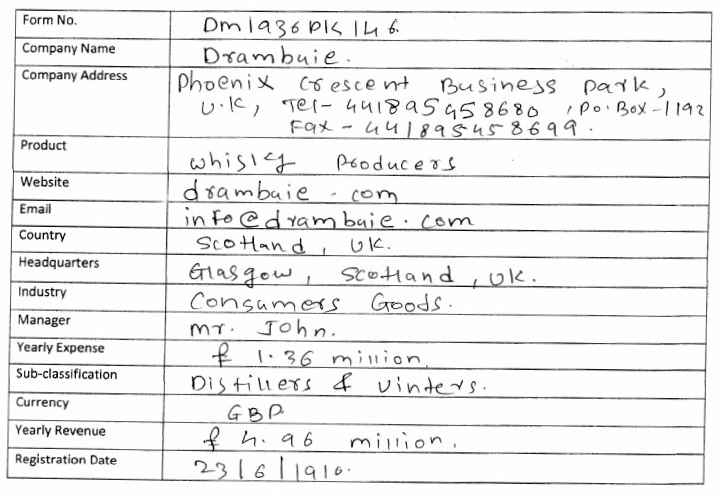 Form No. Dm1936DK146.
Company Name Drambuie.
Company Address Phoenix Crescent Business Park,
U.K, Tel- 441895458680, P.O. Box-1192
Fax - 441895458699.
Product whisky Producers
Website drambuie.com
Email info@drambuie.com
Country Scotland, UK.
Headquarters Glasgow, Scotland, UK.
Industry Consumers Goods.
Manager mr. John.
Yearly Expense £ 1.36 million.
Sub-classification Distillers & vinters.
Currency GBP
Yearly Revenue £ 4.96 million.
Registration Date 23/6/1910.